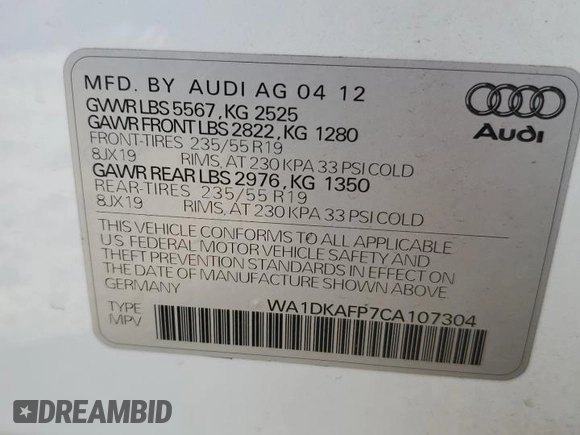 MFD. BY AUDI AG 04 12
GVWR LBS 5567, KG 2525
GAWR FRONT LBS 2822, KG 1280
FRONT-TIRES 235/55 R19
8JX19 RIMS, AT 230 KPA 33 PSI COLD
GAWR REAR LBS 2976, KG 1350
REAR-TIRES 235/55 R19
8JX19 RIMS, AT 230 KPA 33 PSI COLD
THIS VEHICLE CONFORMS TO ALL APPLICABLE
U.S. FEDERAL MOTOR VEHICLE SAFETY AND
THEFT PREVENTION STANDARDS IN EFFECT ON
THE DATE OF MANUFACTURE SHOWN ABOVE
GERMANY
TYPE WA1DKAFP7CA107304
MPV
Audi
DREAMBID